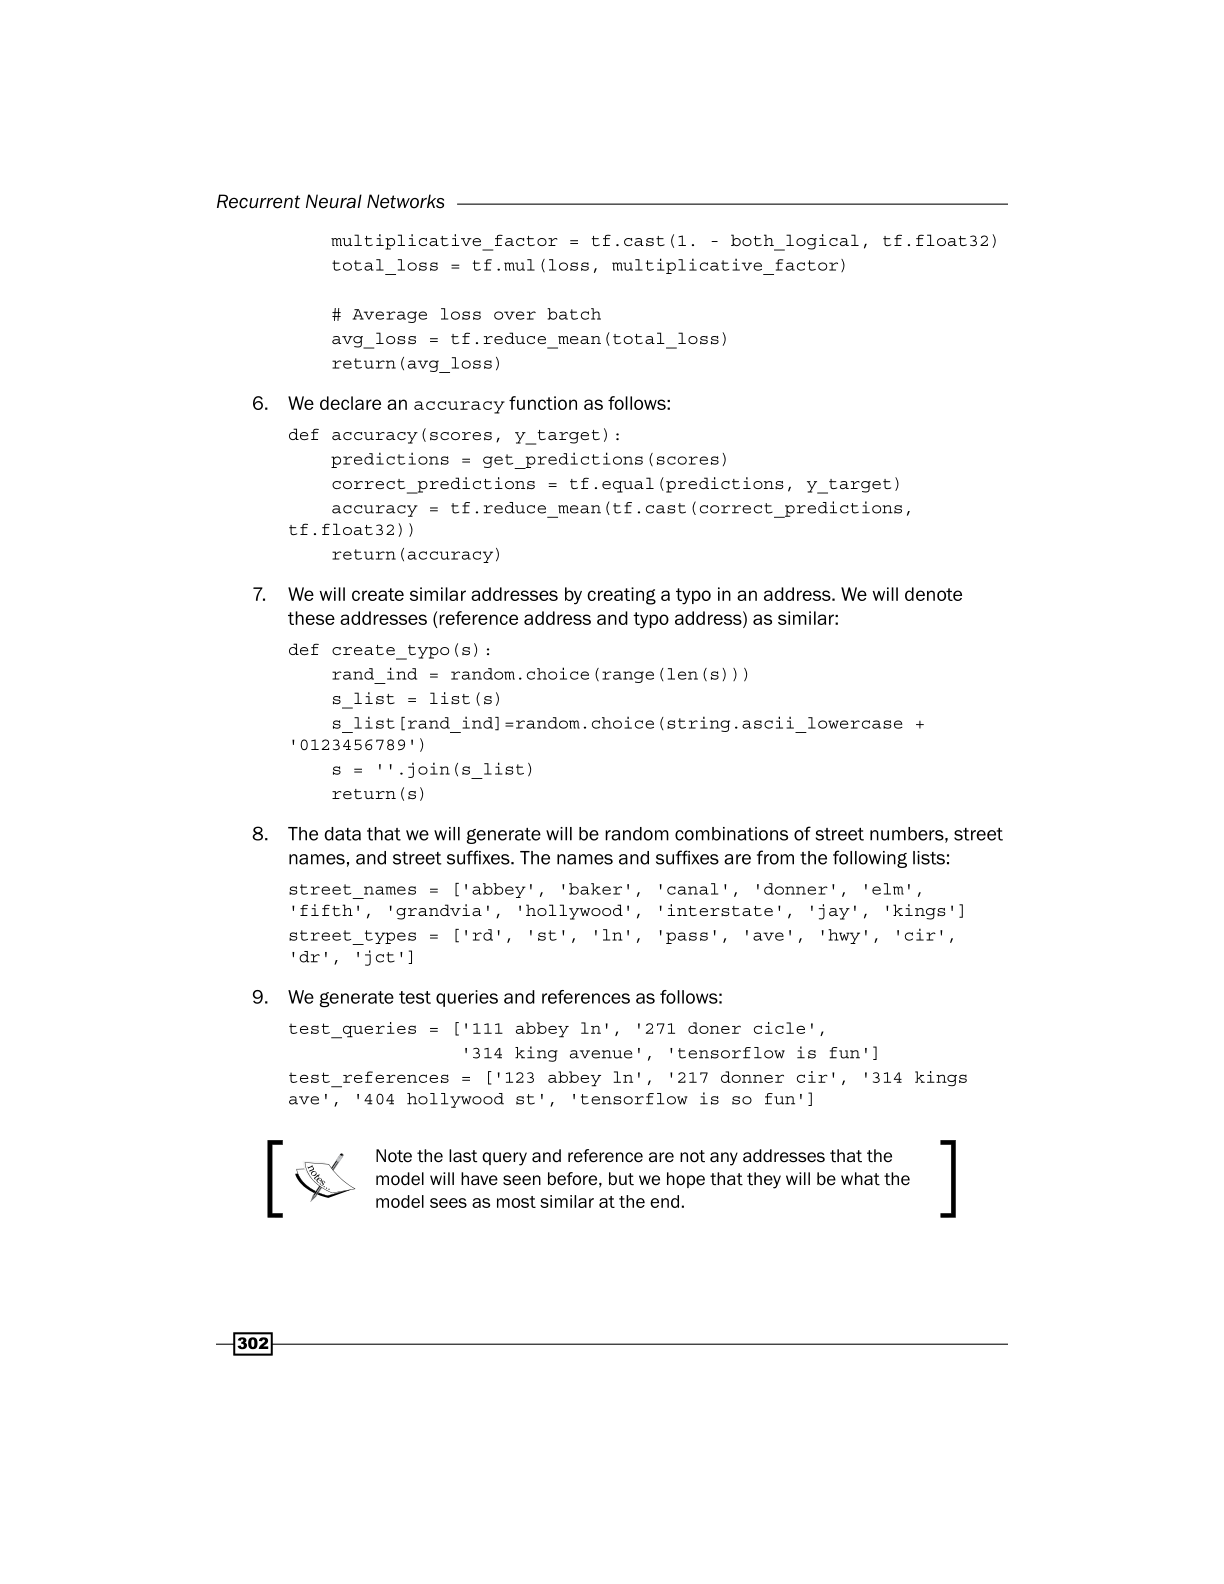 Recurrent Neural Networks
multiplicative_factor = tf.cast(1. - both_logical, tf.float32)
total_loss = tf.mul(loss, multiplicative_factor)
# Average loss over batch
avg_loss = tf.reduce_mean(total_loss)
return(avg_loss)
6. We declare an accuracy function as follows:
def accuracy(scores, y_target):
predictions = get_predictions(scores)
correct_predictions = tf.equal(predictions, y_target)
accuracy = tf.reduce_mean(tf.cast(correct_predictions,
tf.float32))
return(accuracy)
7. We will create similar addresses by creating a typo in an address. We will denote
these addresses (reference address and typo address) as similar:
def create_typo(s):
rand_ind = random.choice(range(len(s)))
s_list = list(s)
s_list[rand_ind]=random.choice(string.ascii_lowercase +
'0123456789')
s = ''.join(s_list)
return(s)
8. The data that we will generate will be random combinations of street numbers, street
names, and street suffixes. The names and suffixes are from the following lists:
street_names = ['abbey', 'baker', 'canal', 'donner', 'elm',
'fifth', 'grandvia', 'hollywood', 'interstate', 'jay', 'kings']
street_types = ['rd', 'st', 'ln', 'pass', 'ave', 'hwy', 'cir',
'dr', 'jct']
9. We generate test queries and references as follows:
test_queries = ['111 abbey ln', '271 doner cicle',
'314 king avenue', 'tensorflow is fun']
test_references = ['123 abbey ln', '217 donner cir', '314 kings
ave', '404 hollywood st', 'tensorflow is so fun']
notes...
Note the last query and reference are not any addresses that the
model will have seen before, but we hope that they will be what the
model sees as most similar at the end.
302